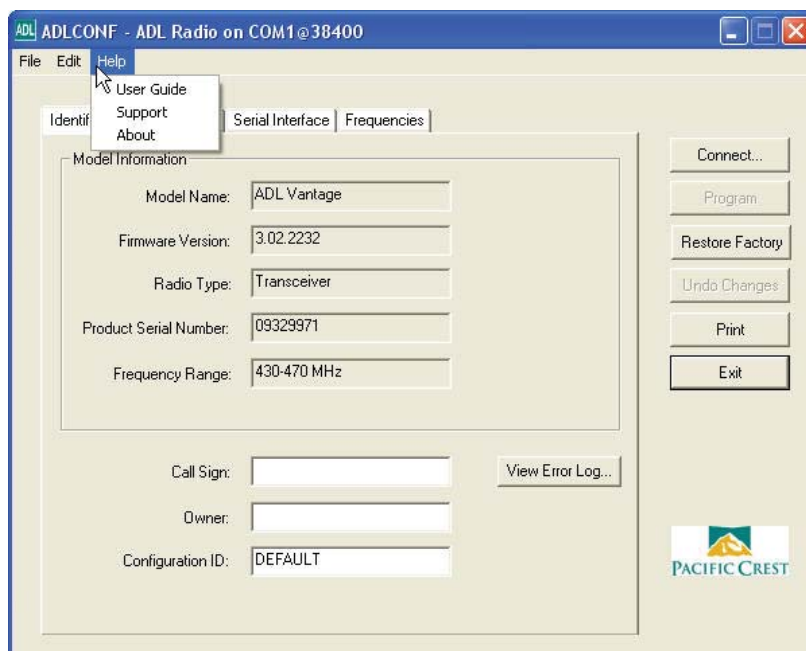 ADL ADLCONF - ADL Radio on COM1@38400
File Edit Help
User Guide
Support
About
Serial Interface Frequencies
Model Information
Model Name: ADL Vantage
Firmware Version: 3.02.2232
Radio Type: Transceiver
Product Serial Number: 09329971
Frequency Range: 430-470 MHz
Call Sign:
View Error Log...
Owner:
Configuration ID: DEFAULT
Connect...
Program
Restore Factory
Undo Changes
Print
Exit
PACIFIC CREST